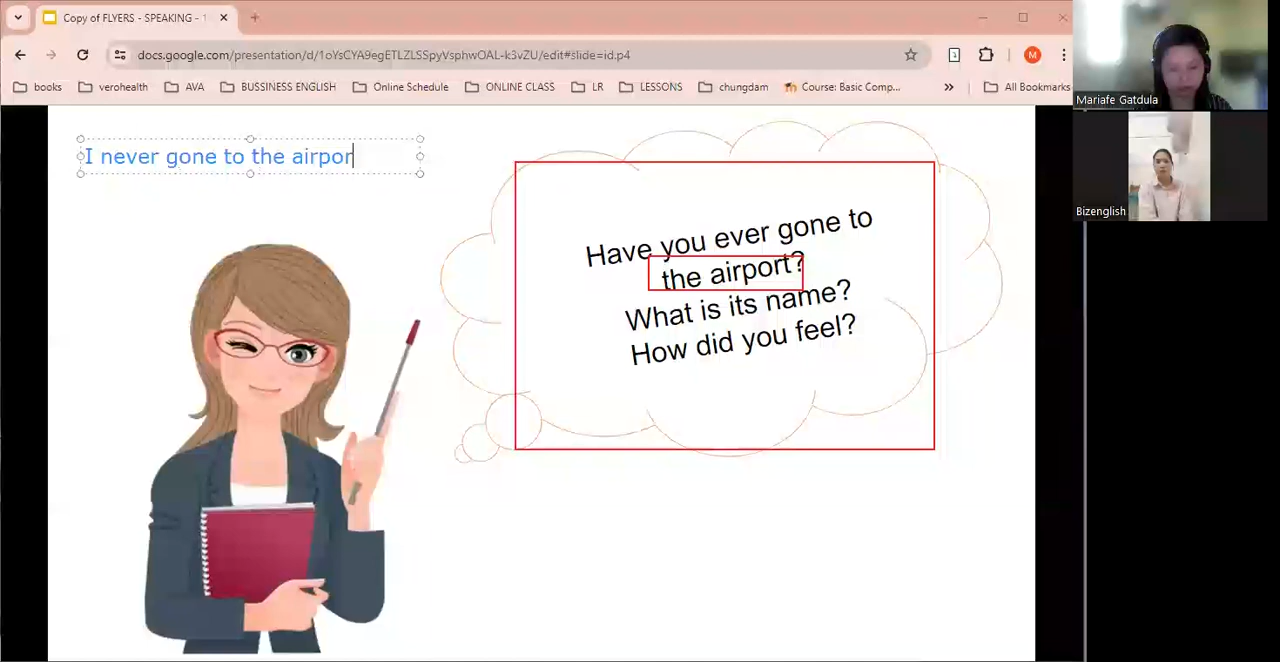 Copy of FLYERS - SPEAKING -
docs.google.com/presentation/d/1oYsCYA9egETLZLSSpyVsphwOAL-k3vZU/edit#slide=id.p4
M
books
verohealth
AVA
BUSSINESS ENGLISH
Online Schedule
ONLINE CLASS
LR
LESSONS
chungdam
Course: Basic Comp...
All Bookmarks
Mariafe Gatdula
Bizenglish
I never gone to the airpor
Have you ever gone to
the airport?
What is its name?
How did you feel?